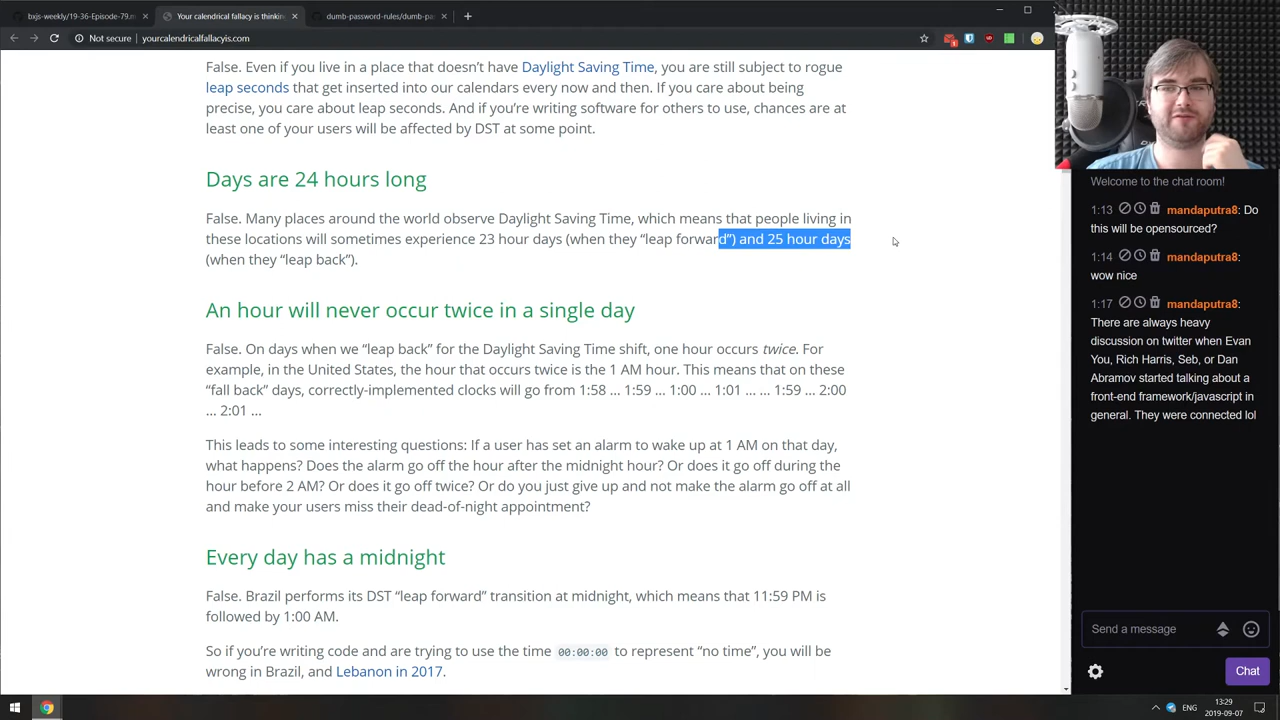 bxjs-weekly/19-36-Episode-79.m
Your calendrical fallacy is thinkin
dumb-password-rules/dumb-pa
Not secure
yourcalendricalfallacyis.com
False. Even if you live in a place that doesn't have Daylight Saving Time, you are still subject to rogue
leap seconds that get inserted into our calendars every now and then. If you care about being
precise, you care about leap seconds. And if you're writing software for others to use, chances are at
least one of your users will be affected by DST at some point.
Days are 24 hours long
False. Many places around the world observe Daylight Saving Time, which means that people living in
these locations will sometimes experience 23 hour days (when they “leap forward”) and 25 hour days
(when they “leap back”).
An hour will never occur twice in a single day
False. On days when we “leap back” for the Daylight Saving Time shift, one hour occurs twice. For
example, in the United States, the hour that occurs twice is the 1 AM hour. This means that on these
“fall back” days, correctly-implemented clocks will go from 1:58 … 1:59 … 1:00 … 1:01 … … 1:59 … 2:00
… 2:01 …
This leads to some interesting questions: If a user has set an alarm to wake up at 1 AM on that day,
what happens? Does the alarm go off the hour after the midnight hour? Or does it go off during the
hour before 2 AM? Or does it go off twice? Or do you just give up and not make the alarm go off at all
and make your users miss their dead-of-night appointment?
Every day has a midnight
False. Brazil performs its DST “leap forward” transition at midnight, which means that 11:59 PM is
followed by 1:00 AM.
So if you're writing code and are trying to use the time 00:00:00 to represent “no time”, you will be
wrong in Brazil, and Lebanon in 2017.
Welcome to the chat room!
1:13 mandaputra8: Do
this will be opensourced?
1:14 mandaputra8:
wow nice
1:17 mandaputra8:
There are always heavy
discussion on twitter when Evan
You, Rich Harris, Seb, or Dan
Abramov started talking about a
front-end framework/javascript in
general. They were connected lol
Send a message
Chat
ENG
13:29
2019-09-07